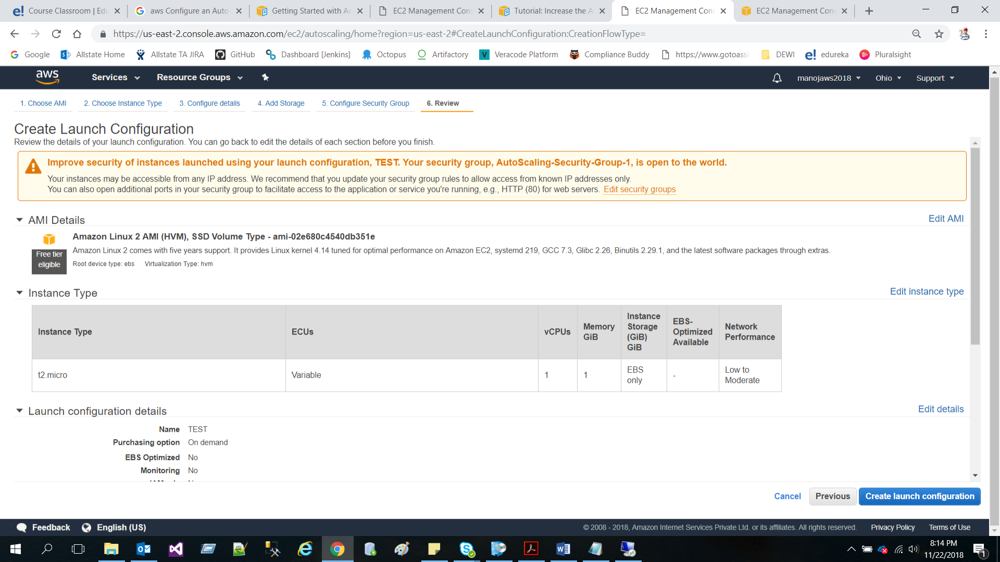 Course Classroom | Edu
aws Configure an Auto
Getting Started with Am
EC2 Management Cons
Tutorial: Increase the A
EC2 Management Cons
EC2 Management Cons
https://us-east-2.console.aws.amazon.com/ec2/autoscaling/home?region=us-east-2#CreateLaunchConfiguration:CreationFlowType=
Google
Allstate Home
Allstate TA JIRA
GitHub
Dashboard [Jenkins]
Octopus
Artifactory
Veracode Platform
Compliance Buddy
https://www.gotoassi
DEWI
edureka
Pluralsight
aws
Services
Resource Groups
manojaws2018
Ohio
Support
1. Choose AMI
2. Choose Instance Type
3. Configure details
4. Add Storage
5. Configure Security Group
6. Review
Create Launch Configuration
Review the details of your launch configuration. You can go back to edit the details of each section before you finish.
Improve security of instances launched using your launch configuration, TEST. Your security group, AutoScaling-Security-Group-1, is open to the world.
Your instances may be accessible from any IP address. We recommend that you update your security group rules to allow access from known IP addresses only.
You can also open additional ports in your security group to facilitate access to the application or service you're running, e.g., HTTP (80) for web servers. Edit security groups
AMI Details
Edit AMI
Free tier
eligible
Amazon Linux 2 AMI (HVM), SSD Volume Type - ami-02e680c4540db351e
Amazon Linux 2 comes with five years support. It provides Linux kernel 4.14 tuned for optimal performance on Amazon EC2, systemd 219, GCC 7.3, Glibc 2.26, Binutils 2.29.1, and the latest software packages through extras.
Root device type: ebs Virtualization Type: hvm
Instance Type
Edit instance type
Instance Type
ECUs
vCPUs
Memory
GiB
Instance
Storage
(GiB)
GiB
EBS-
Optimized
Available
Network
Performance
t2.micro
Variable
1
1
EBS
only
-
Low to
Moderate
Launch configuration details
Edit details
Name TEST
Purchasing option On demand
EBS Optimized No
Monitoring No
Cancel
Previous
Create launch configuration
Feedback
English (US)
© 2008 - 2018, Amazon Internet Services Private Ltd. or its affiliates. All rights reserved.
Privacy Policy
Terms of Use
8:14 PM
11/22/2018
1